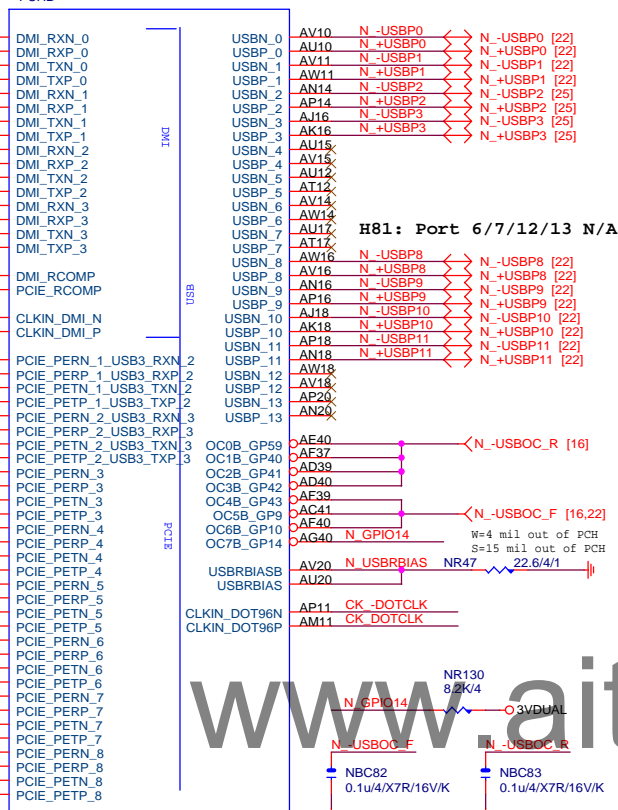 DMI_RXN_0
DMI_RXP_0
DMI_TXN_0
DMI_TXP_0
DMI_RXN_1
DMI_RXP_1
DMI_TXN_1
DMI_TXP_1
DMI_RXN_2
DMI_RXP_2
DMI_TXN_2
DMI_TXP_2
DMI_RXN_3
DMI_RXP_3
DMI_TXN_3
DMI_TXP_3
DMI_RCOMP
PCIE_RCOMP
CLKIN_DMI_N
CLKIN_DMI_P
PCIE_PERN_1_USB3_RXN_2
PCIE_PERP_1_USB3_RXP_2
PCIE_PETN_1_USB3_TXN_2
PCIE_PETP_1_USB3_TXP_2
PCIE_PERN_2_USB3_RXN_3
PCIE_PERP_2_USB3_RXP_3
PCIE_PETN_2_USB3_TXN_3
PCIE_PETP_2_USB3_TXP_3
PCIE_PERN_3
PCIE_PERP_3
PCIE_PETN_3
PCIE_PETP_3
PCIE_PERN_4
PCIE_PERP_4
PCIE_PETN_4
PCIE_PETP_4
PCIE_PERN_5
PCIE_PERP_5
PCIE_PETN_5
PCIE_PETP_5
PCIE_PERN_6
PCIE_PERP_6
PCIE_PETN_6
PCIE_PETP_6
PCIE_PERN_7
PCIE_PERP_7
PCIE_PETN_7
PCIE_PETP_7
PCIE_PERN_8
PCIE_PERP_8
PCIE_PETN_8
PCIE_PETP_8
DMI
USB
PCIE
USBN_0 AV10 N_-USBP0 N_-USBP0 [22]
USBP_0 AU10 N_+USBP0 N_+USBP0 [22]
USBN_1 AV11 N_-USBP1 N_-USBP1 [22]
USBP_1 AW11 N_+USBP1 N_+USBP1 [22]
USBN_2 AN14 N_-USBP2 N_-USBP2 [25]
USBP_2 AP14 N_+USBP2 N_+USBP2 [25]
USBN_3 AJ16 N_-USBP3 N_-USBP3 [25]
USBP_3 AK16 N_+USBP3 N_+USBP3 [25]
USBN_4 AU15
USBP_4 AV15
USBN_5 AU12
USBP_5 AT12
USBN_6 AV14
USBP_6 AW14
USBN_7 AU17
USBP_7 AT17
H81: Port 6/7/12/13 N/A
USBN_8 AW16 N_-USBP8 N_-USBP8 [22]
USBP_8 AV16 N_+USBP8 N_+USBP8 [22]
USBN_9 AN16 N_-USBP9 N_-USBP9 [22]
USBP_9 AP16 N_+USBP9 N_+USBP9 [22]
USBN_10 AJ18 N_-USBP10 N_-USBP10 [22]
USBP_10 AK18 N_+USBP10 N_+USBP10 [22]
USBN_11 AP18 N_-USBP11 N_-USBP11 [22]
USBP_11 AN18 N_+USBP11 N_+USBP11 [22]
USBN_12 AW18
USBP_12 AV18
USBN_13 AP20
USBP_13 AN20
OC0B_GP59 AE40 N_-USBOC_R [16]
OC1B_GP40 AF37
OC2B_GP41 AD39
OC3B_GP42 AD40
OC4B_GP43 AF39
OC5B_GP9 AC41 N_-USBOC_F [16,22]
OC6B_GP10 AF40
OC7B_GP14 AG40 N_GPIO14
W=4 mil out of PCH
S=15 mil out of PCH
USBRBIASB AV20 N_USBRBIAS NR47 22.6/4/1
USBRBIAS AU20
CLKIN_DOT96N AP11 CK_-DOTCLK
CLKIN_DOT96P AM11 CK_DOTCLK
NR130
8.2K/4
N_GPIO14 3VDUAL
www.ait
N_-USBOC_F N_-USBOC_R
NBC82 NBC83
0.1u/4/X7R/16V/K 0.1u/4/X7R/16V/K